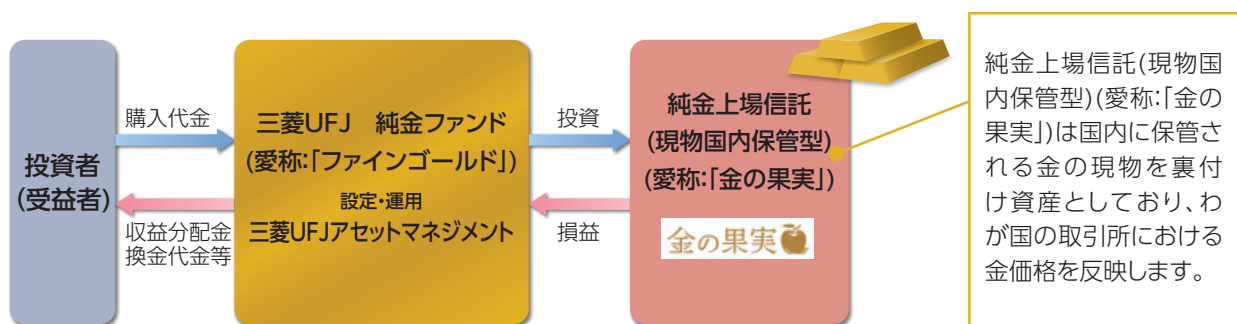 投資者
(受益者)
購入代金
収益分配金
換金代金等
三菱UFJ 純金ファンド
(愛称:「ファインゴールド」)
設定・運用
三菱UFJアセットマネジメント
投資
損益
純金上場信託
(現物国内保管型)
(愛称:「金の果実」)
金の果実
純金上場信託(現物国
内保管型)(愛称:「金の
果実」)は国内に保管さ
れる金の現物を裏付
け資産としており、わ
が国の取引所における
金価格を反映します。